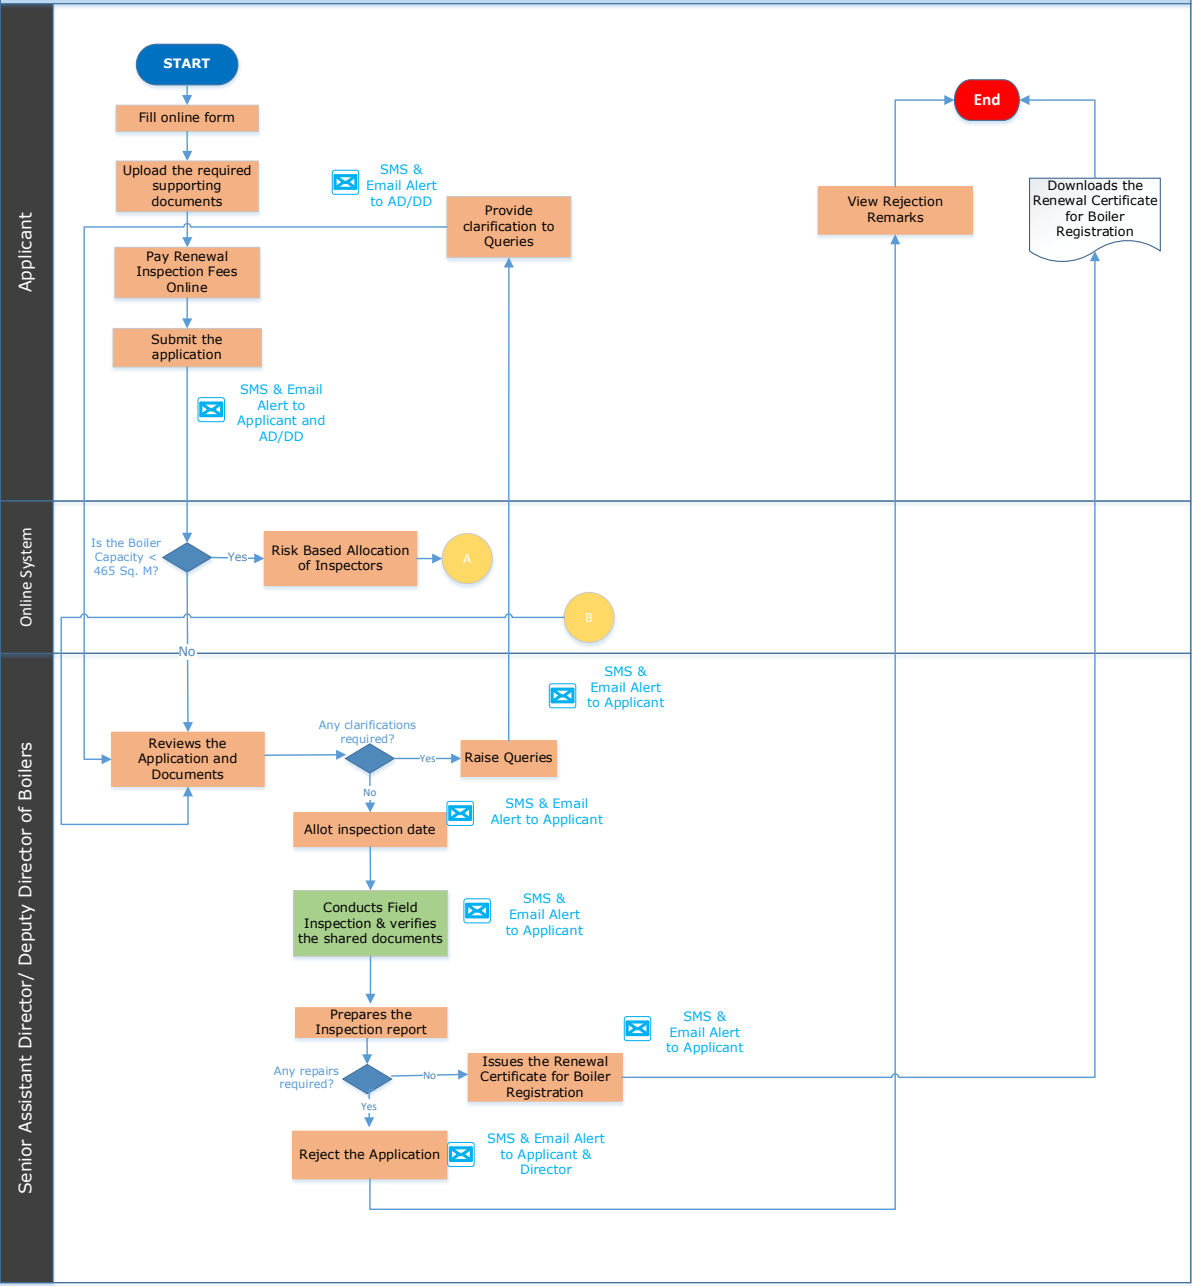 Applicant
START
Fill online form
Upload the required
supporting
documents
Pay Renewal
Inspection Fees
Online
Submit the
application
SMS & Email
Alert to
Applicant and
AD/DD
SMS &
Email Alert
to AD/DD
Provide
clarification to
Queries
End
View Rejection
Remarks
Downloads the
Renewal Certificate
for Boiler
Registration
Online System
Is the Boiler
Capacity <
465 Sq. M?
Yes
Risk Based Allocation
of Inspectors
A
B
No
Senior Assistant Director/ Deputy Director of Boilers
Reviews the
Application and
Documents
Any clarifications
required?
Yes
Raise Queries
SMS &
Email Alert
to Applicant
No
Allot inspection date
SMS & Email
Alert to Applicant
Conducts Field
Inspection & verifies
the shared documents
SMS &
Email Alert
to Applicant
Prepares the
Inspection report
Any repairs
required?
No
Issues the Renewal
Certificate for Boiler
Registration
SMS &
Email Alert
to Applicant
Yes
Reject the Application
SMS & Email Alert
to Applicant &
Director